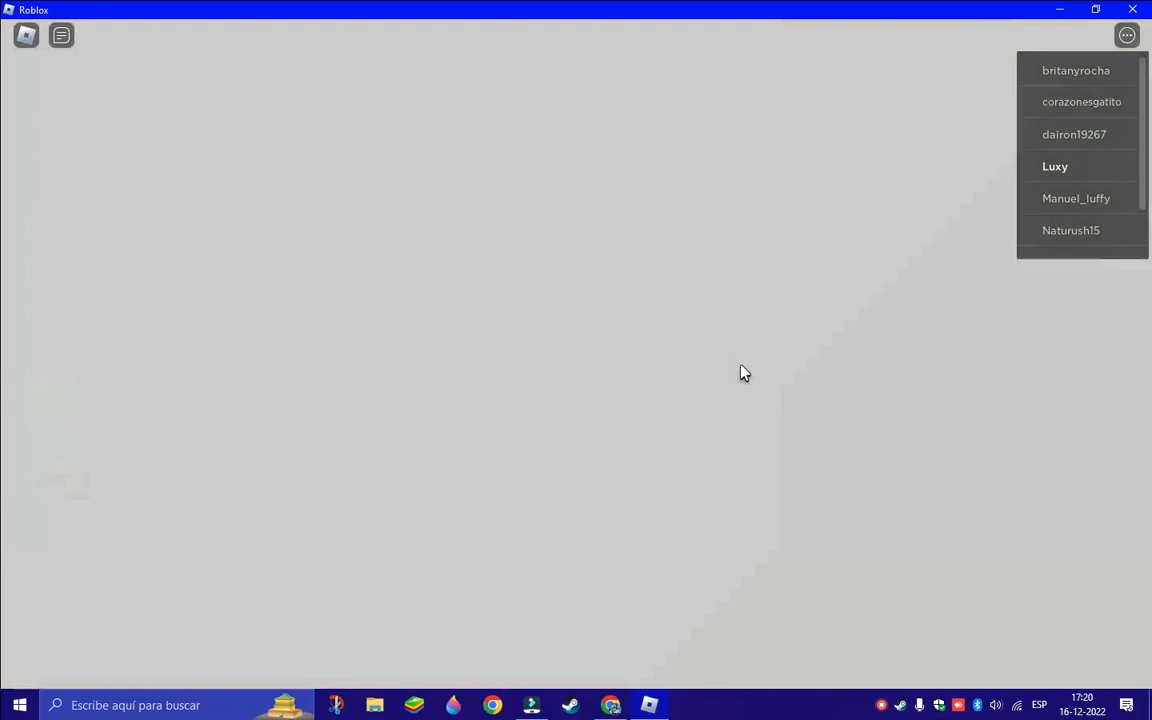 Roblox
britanyrocha
corazonesgatito
dairon19267
Luxy
Manuel_luffy
Naturush15
Escribe aquí para buscar
ESP
17:20
16-12-2022